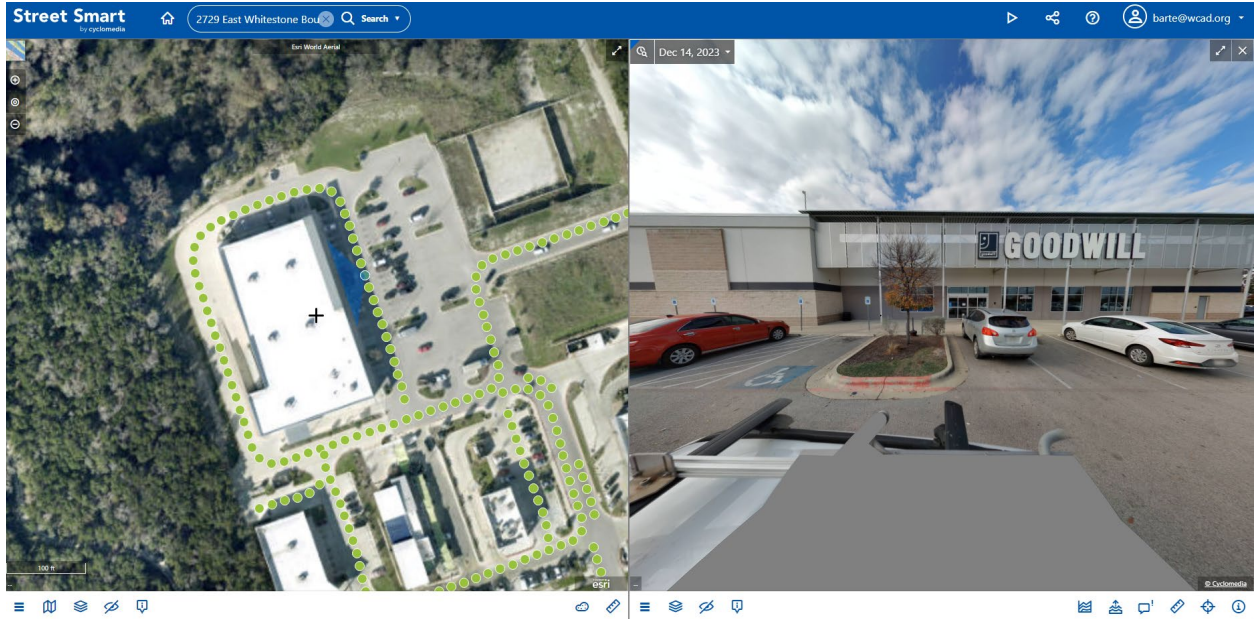 Street Smart
by cyclomedia
2729 East Whitestone Bou
Search
barte@wcad.org
Esri World Aerial
Dec 14, 2023
GOODWILL
100 ft
esri
© Cyclomedia